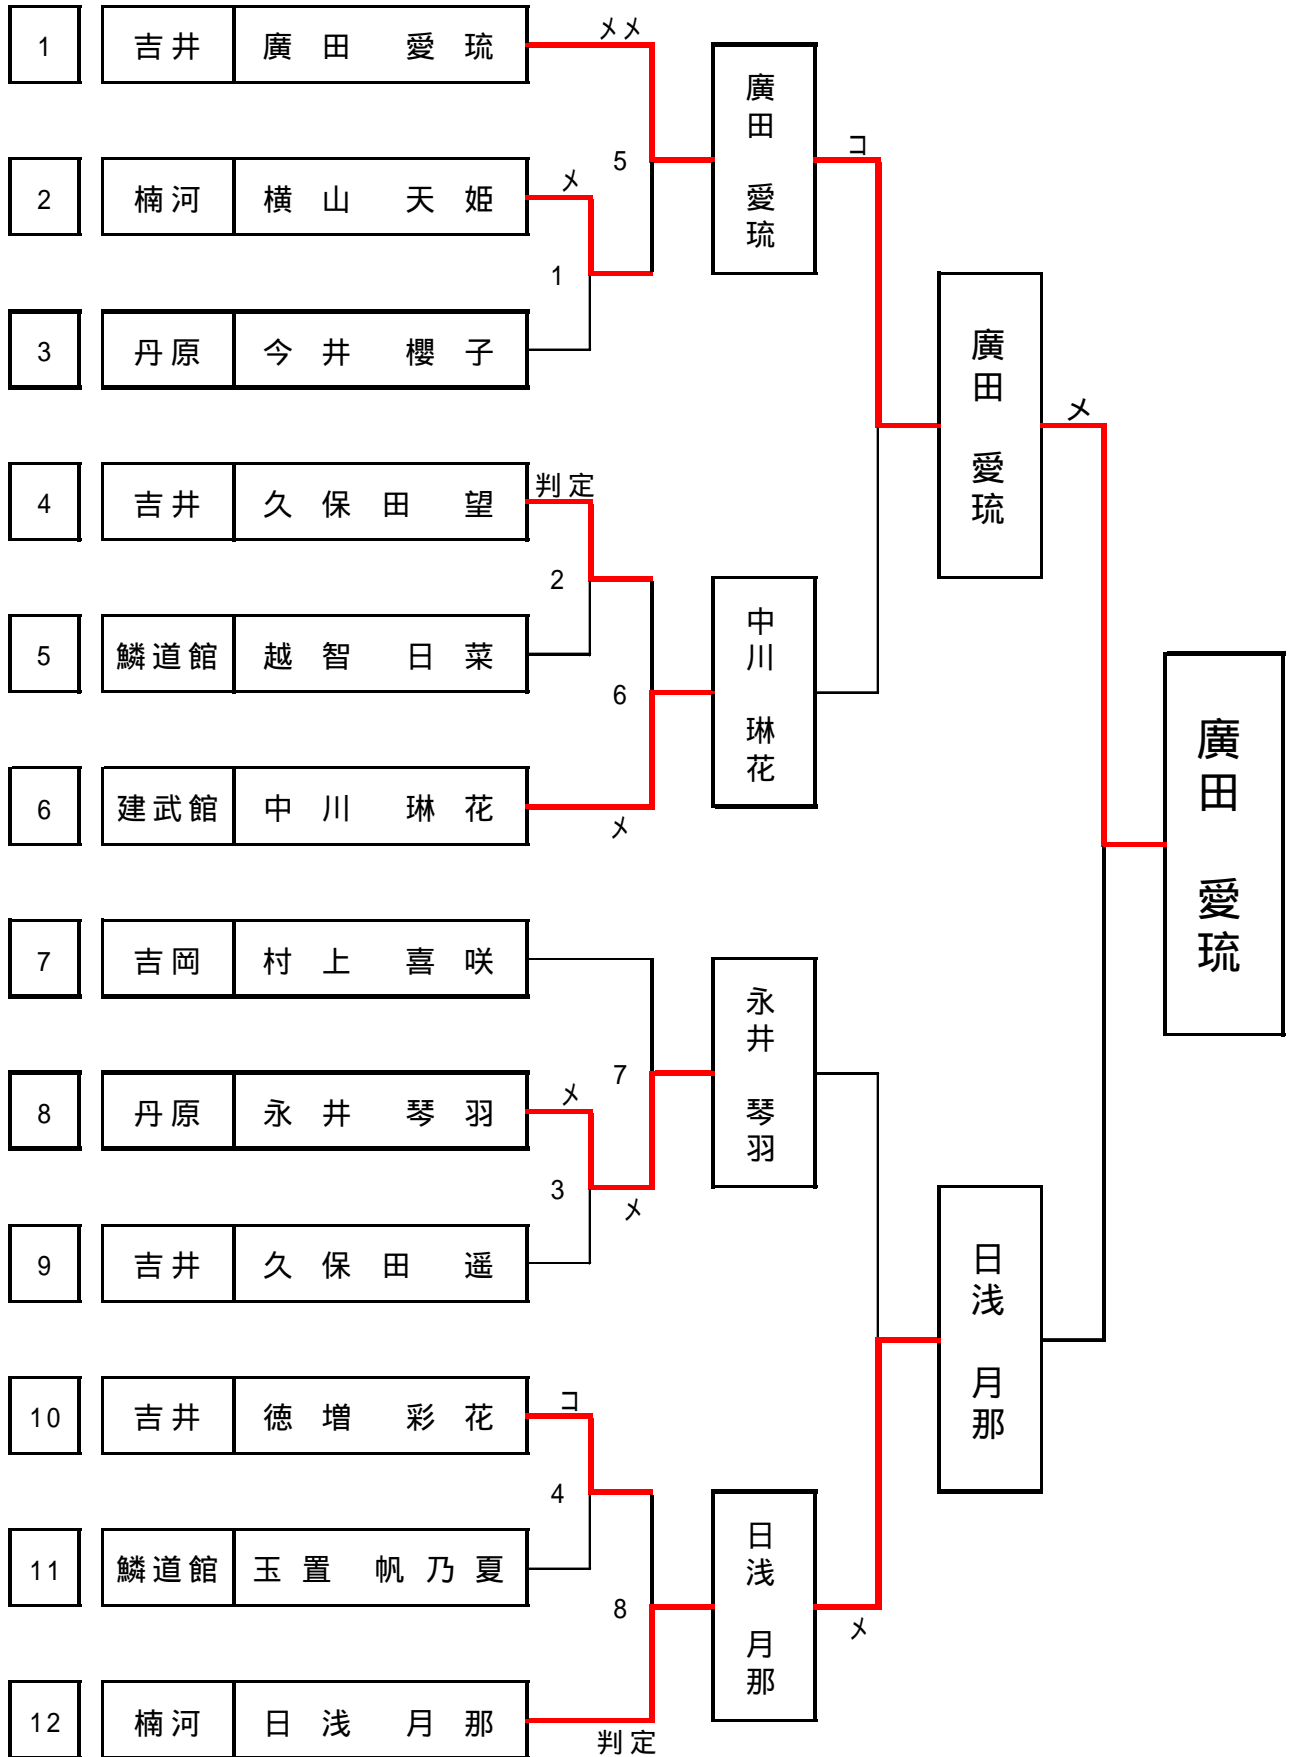 1 吉井 廣田 愛琉
メメ
2 楠河 横山 天姫
メ
5
1
3 丹原 今井 櫻子
4 吉井 久保田 望
判定
2
5 鱗道館 越智 日菜
6
6 建武館 中川 琳花
メ
7 吉岡 村上 喜咲
7
8 丹原 永井 琴羽
メ
3
メ
9 吉井 久保田 遥
10 吉井 徳増 彩花
コ
4
11 鱗道館 玉置 帆乃夏
8
12 楠河 日浅 月那
判定
廣田 愛琉
コ
中川 琳花
永井 琴羽
日浅 月那
メ
廣田 愛琉
メ
日浅 月那
廣田 愛琉